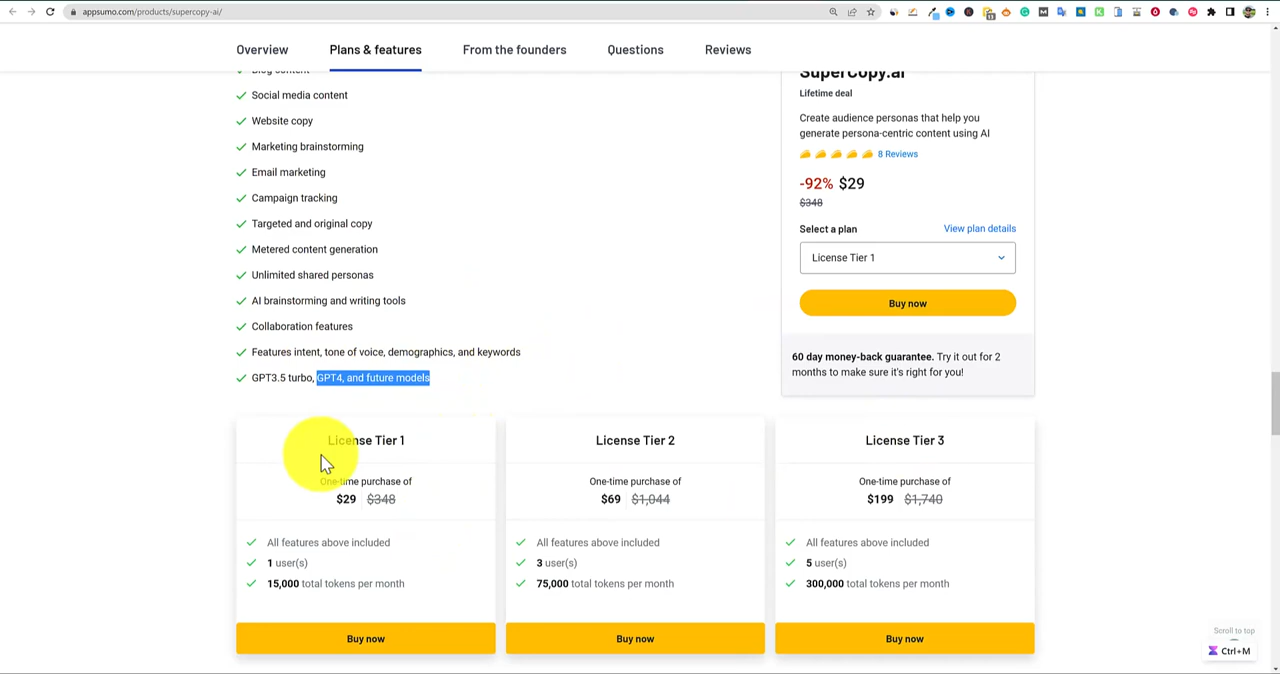 appsumo.com/products/supercopy-ai/
Overview
Plans & features
From the founders
Questions
Reviews
Blog content
Social media content
Website copy
Marketing brainstorming
Email marketing
Campaign tracking
Targeted and original copy
Metered content generation
Unlimited shared personas
AI brainstorming and writing tools
Collaboration features
Features intent, tone of voice, demographics, and keywords
GPT3.5 turbo, GPT4, and future models
SuperCopy.ai
Lifetime deal
Create audience personas that help you
generate persona-centric content using AI
8 Reviews
-92% $29
$348
Select a plan
View plan details
License Tier 1
Buy now
60 day money-back guarantee. Try it out for 2
months to make sure it's right for you!
License Tier 1
One-time purchase of
$29 $348
All features above included
1 user(s)
15,000 total tokens per month
Buy now
License Tier 2
One-time purchase of
$69 $1,044
All features above included
3 user(s)
75,000 total tokens per month
Buy now
License Tier 3
One-time purchase of
$199 $1,740
All features above included
5 user(s)
300,000 total tokens per month
Buy now
Scroll to top
Ctrl+M